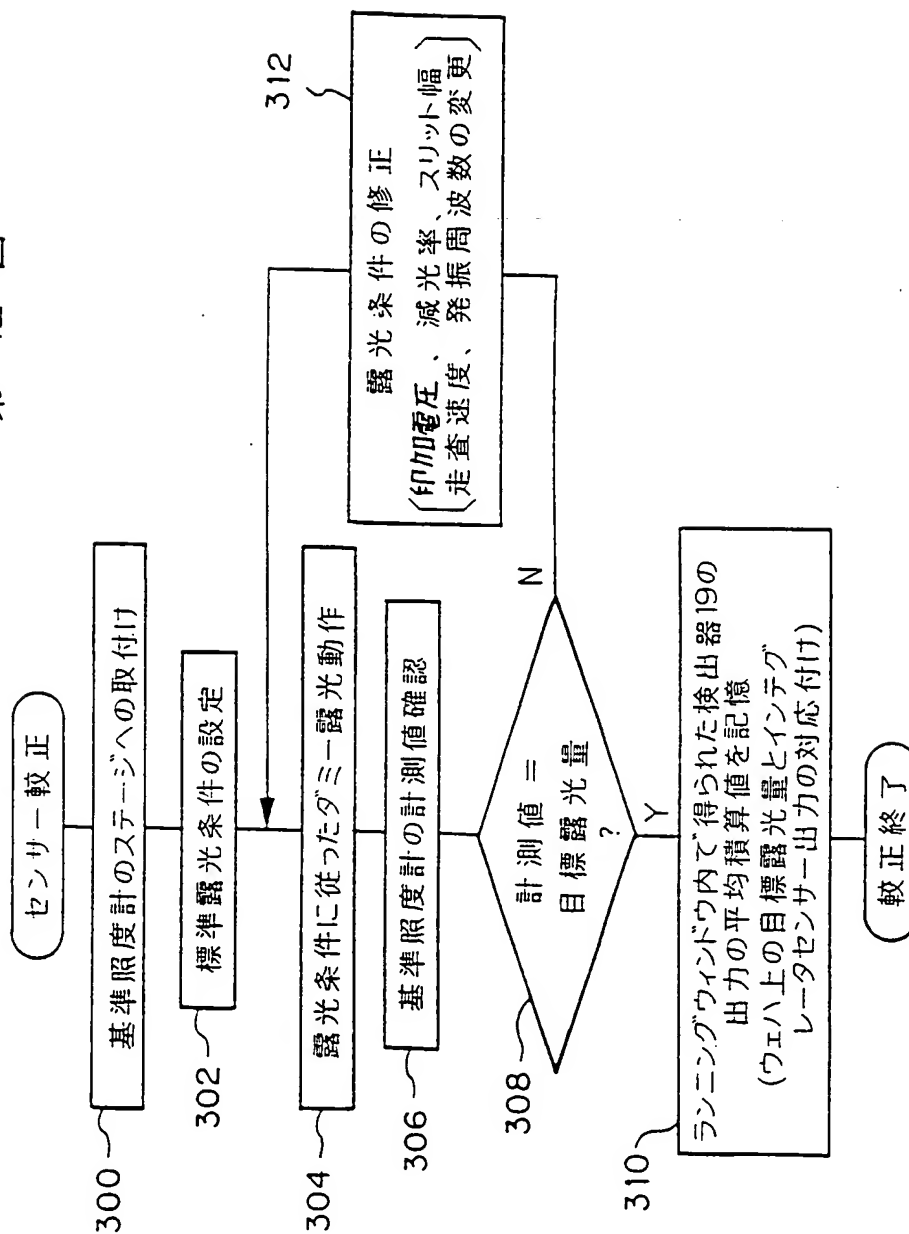 センサー較正
300
基準照度計のステージへの取付け
302
標準露光条件の設定
304
露光条件に従ったダミー露光動作
306
基準照度計の計測値確認
308
計測値＝
目標露光量
?
N
Y
312
露光条件の修正
(印加電圧、減光率、スリット幅
走査速度、発振周波数の変更)
310
ランニングウィンドウ内で得られた検出器19の
出力の平均積算値を記憶
(ウェハ上の目標露光量とインテグ
レータセンサー出力の対応付け)
較正終了